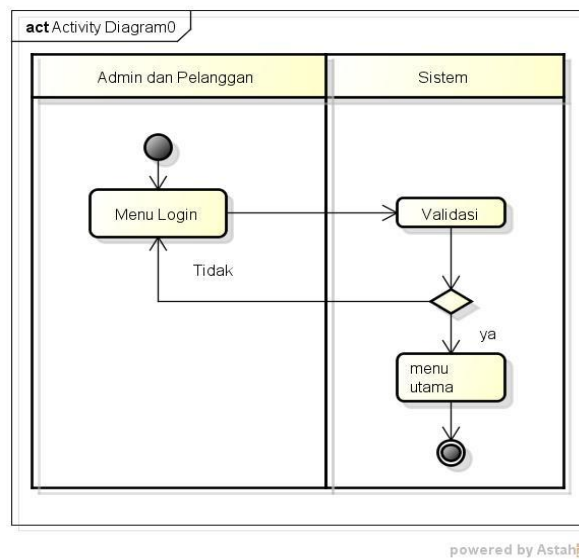 act Activity Diagram0
Admin dan Pelanggan
Sistem
Menu Login
Validasi
Tidak
ya
menu
utama
powered by Astah